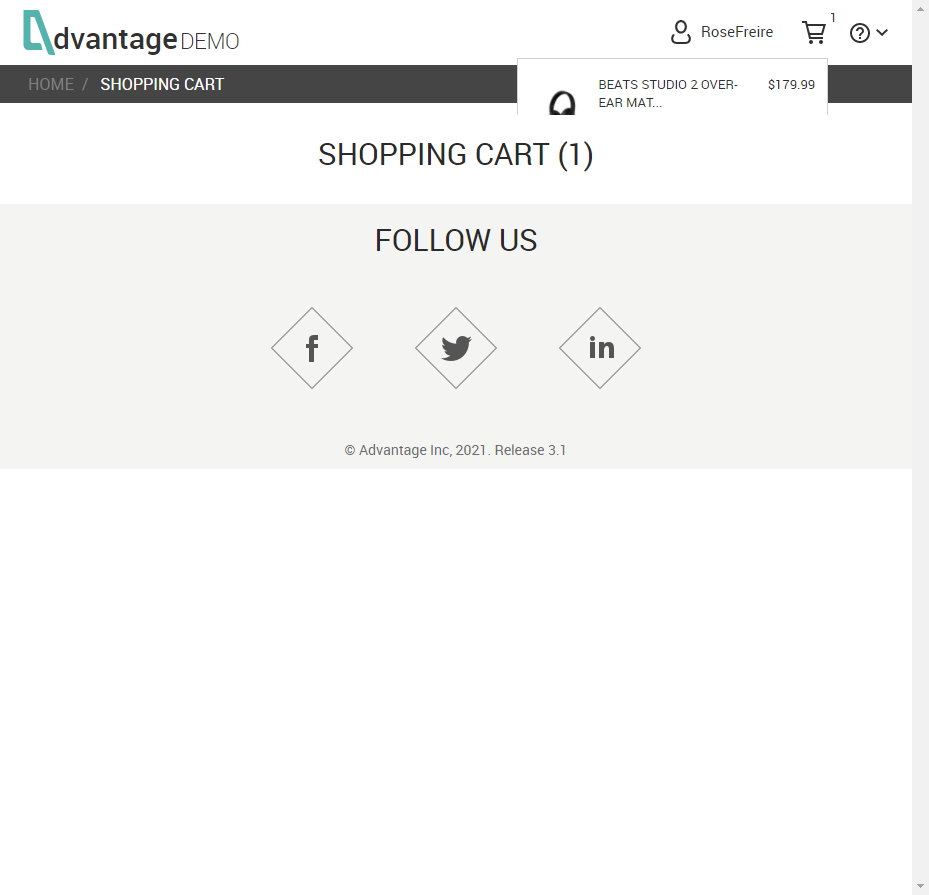 dvantage DEMO
RoseFreire
1
HOME / SHOPPING CART
BEATS STUDIO 2 OVER-
EAR MAT...
$179.99
SHOPPING CART (1)
FOLLOW US
f
in
© Advantage Inc, 2021. Release 3.1